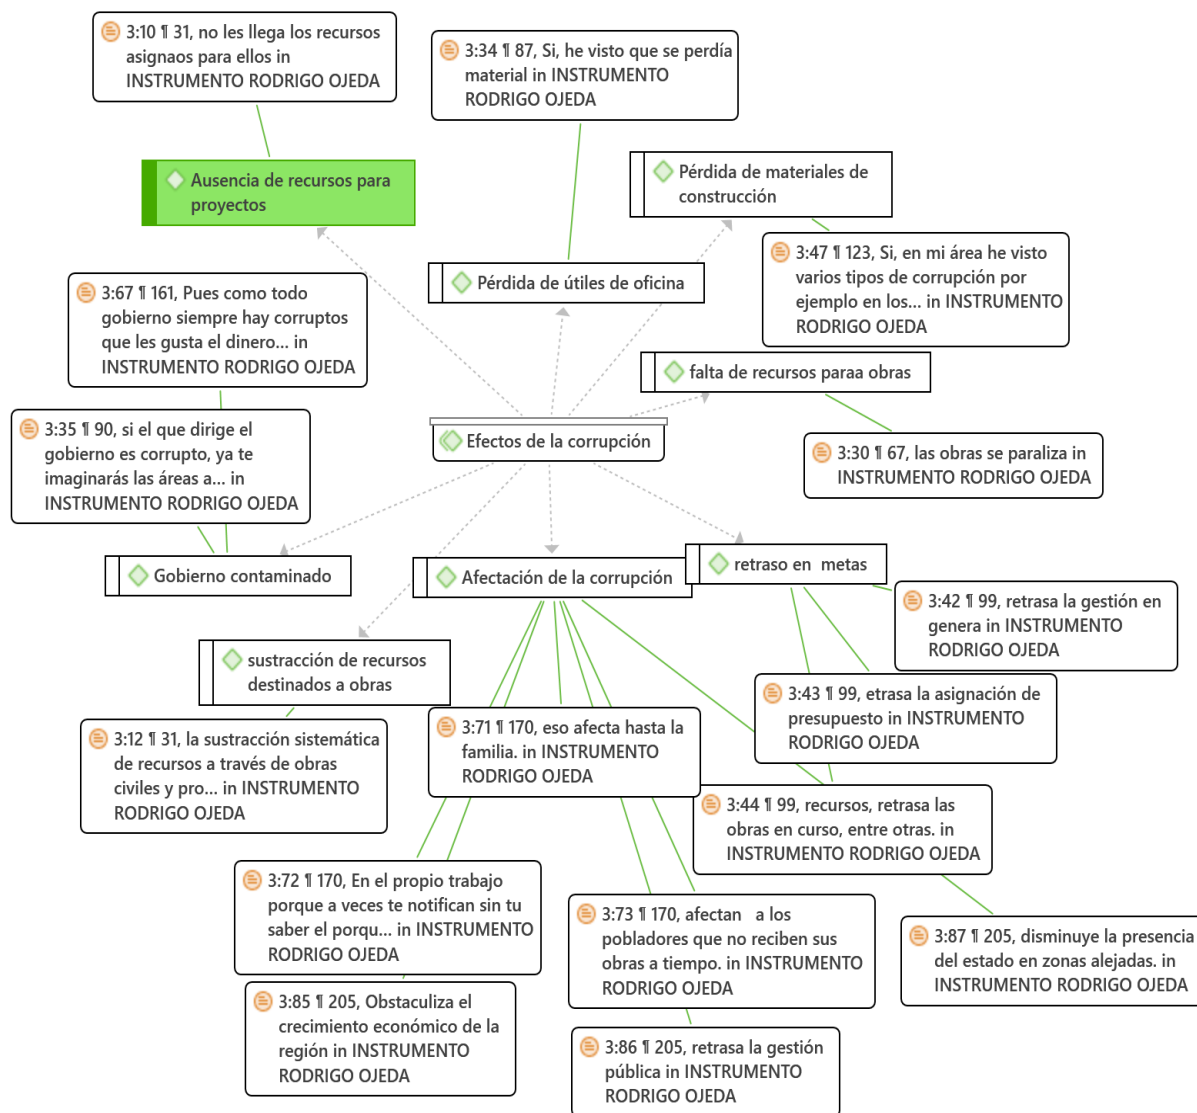 3:10 ¶ 31, no les llega los recursos
asignaos para ellos in
INSTRUMENTO RODRIGO OJEDA
3:34 ¶ 87, Si, he visto que se perdía
material in INSTRUMENTO
RODRIGO OJEDA
Ausencia de recursos para
proyectos
Pérdida de materiales de
construcción
3:47 ¶ 123, Si, en mi área he visto
varios tipos de corrupción por
ejemplo en los... in INSTRUMENTO
RODRIGO OJEDA
Pérdida de útiles de oficina
3:67 ¶ 161, Pues como todo
gobierno siempre hay corruptos
que les gusta el dinero... in
INSTRUMENTO RODRIGO OJEDA
falta de recursos paraa obras
3:35 ¶ 90, si el que dirige el
gobierno es corrupto, ya te
imaginarás las áreas a... in
INSTRUMENTO RODRIGO OJEDA
Efectos de la corrupción
3:30 ¶ 67, las obras se paraliza in
INSTRUMENTO RODRIGO OJEDA
Gobierno contaminado
Afectación de la corrupción
retraso en  metas
3:42 ¶ 99, retrasa la gestión en
genera in INSTRUMENTO
RODRIGO OJEDA
sustracción de recursos
destinados a obras
3:43 ¶ 99, etrasa la asignación de
presupuesto in INSTRUMENTO
RODRIGO OJEDA
3:12 ¶ 31, la sustracción sistemática
de recursos a través de obras
civiles y pro... in INSTRUMENTO
RODRIGO OJEDA
3:71 ¶ 170, eso afecta hasta la
familia. in INSTRUMENTO
RODRIGO OJEDA
3:44 ¶ 99, recursos, retrasa las
obras en curso, entre otras. in
INSTRUMENTO RODRIGO OJEDA
3:72 ¶ 170, En el propio trabajo
porque a veces te notifican sin tu
saber el porqu... in INSTRUMENTO
RODRIGO OJEDA
3:73 ¶ 170, afectan   a los
pobladores que no reciben sus
obras a tiempo. in INSTRUMENTO
RODRIGO OJEDA
3:87 ¶ 205, disminuye la presencia
del estado en zonas alejadas. in
INSTRUMENTO RODRIGO OJEDA
3:85 ¶ 205, Obstaculiza el
crecimiento económico de la
región in INSTRUMENTO
RODRIGO OJEDA
3:86 ¶ 205, retrasa la gestión
pública in INSTRUMENTO
RODRIGO OJEDA